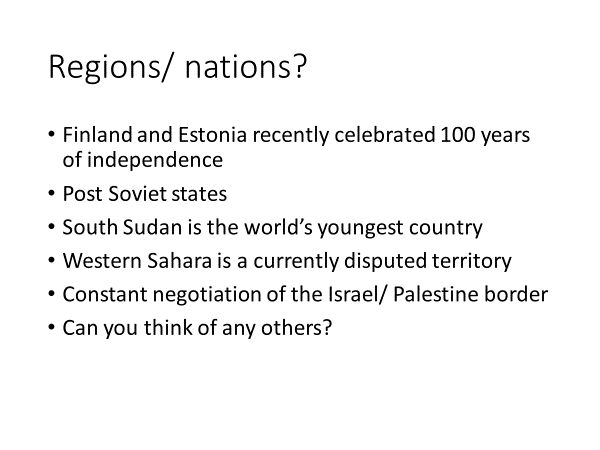 Regions/ nations?
• Finland and Estonia recently celebrated 100 years
of independence
• Post Soviet states
• South Sudan is the world’s youngest country
• Western Sahara is a currently disputed territory
• Constant negotiation of the Israel/ Palestine border
• Can you think of any others?